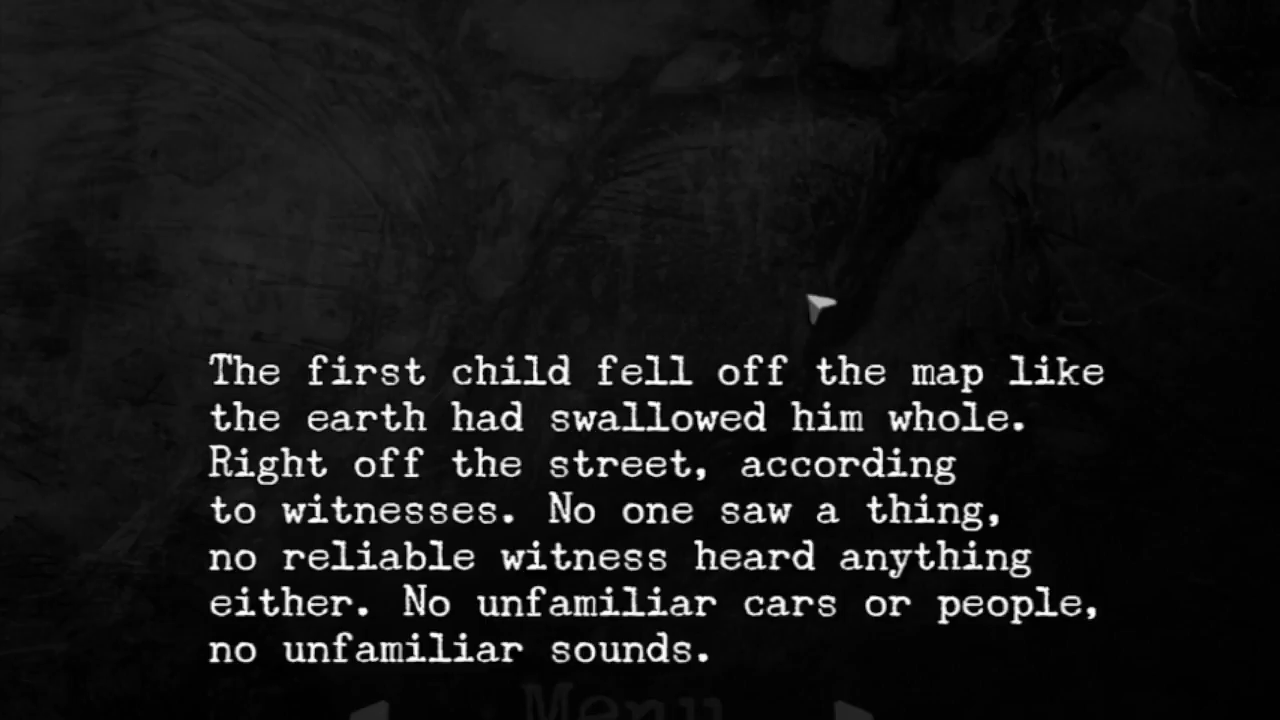 The first child fell off the map like
the earth had swallowed him whole.
Right off the street, according
to witnesses. No one saw a thing,
no reliable witness heard anything
either. No unfamiliar cars or people,
no unfamiliar sounds.
Menu